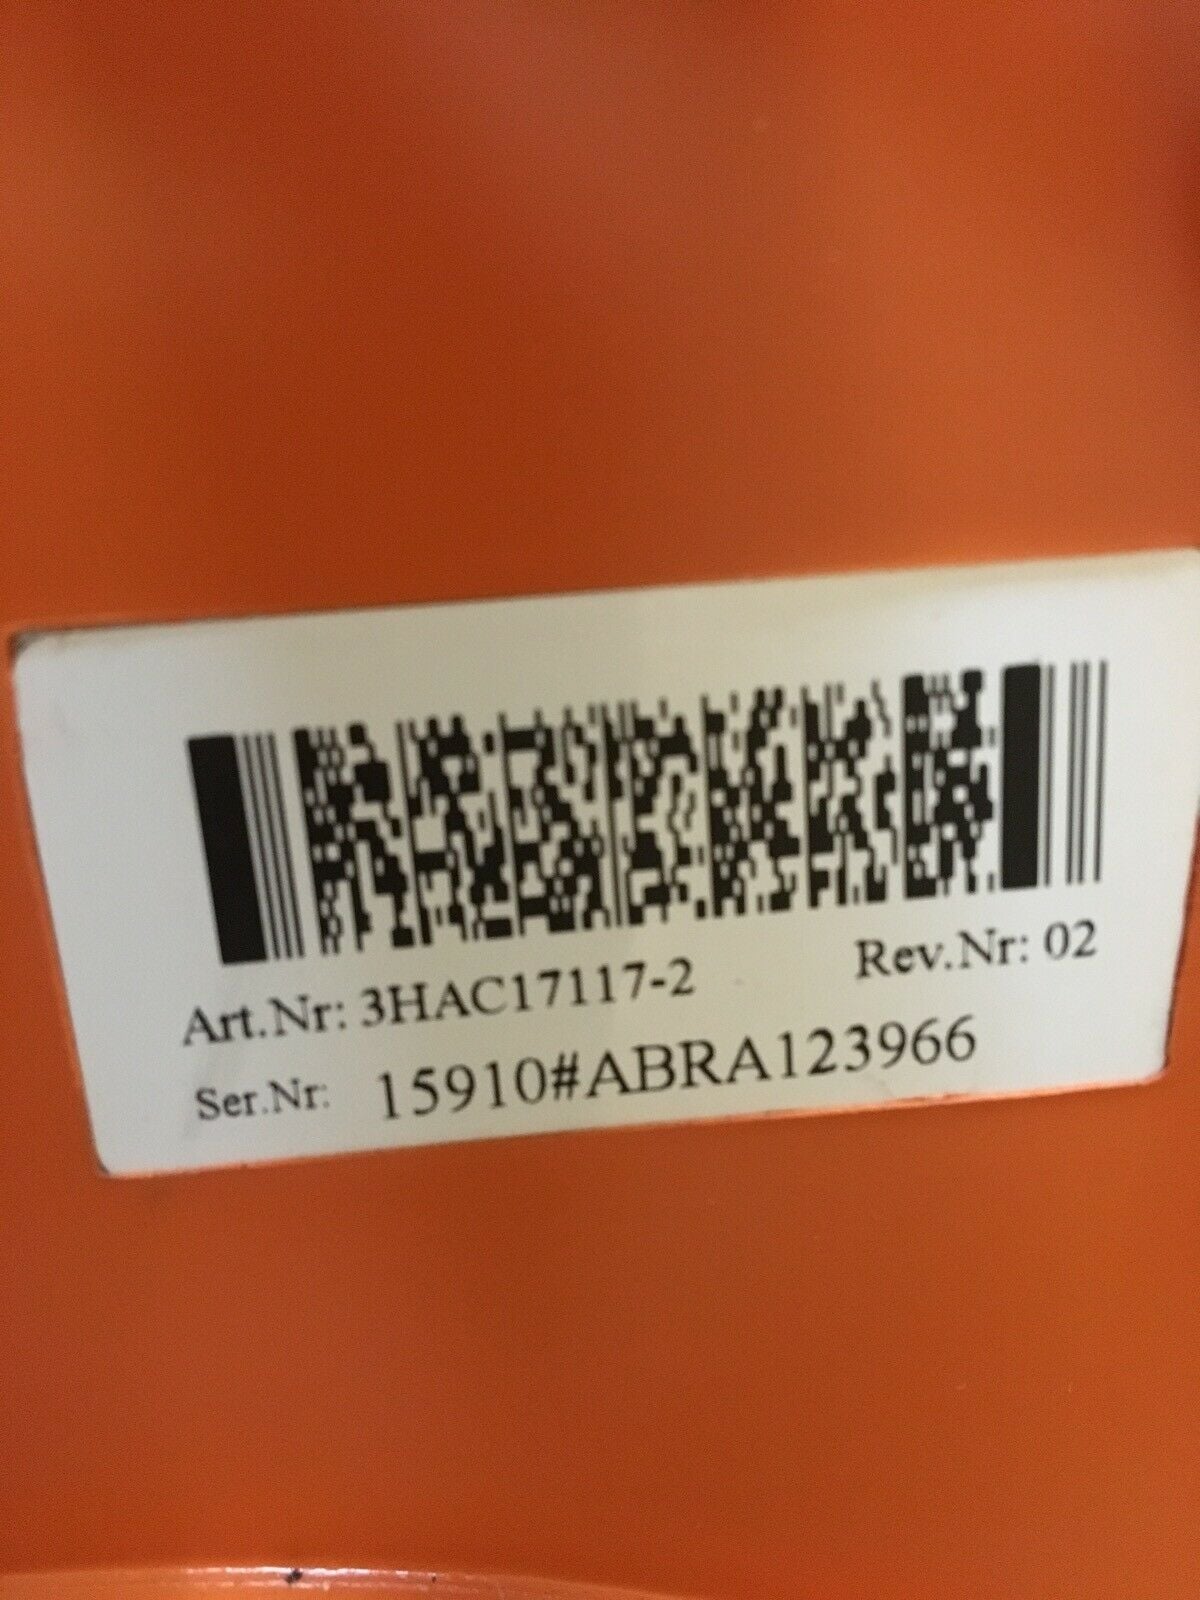 Art.Nr: 3HAC17117-2 Rev.Nr: 02
Ser.Nr: 15910#ABRA123966